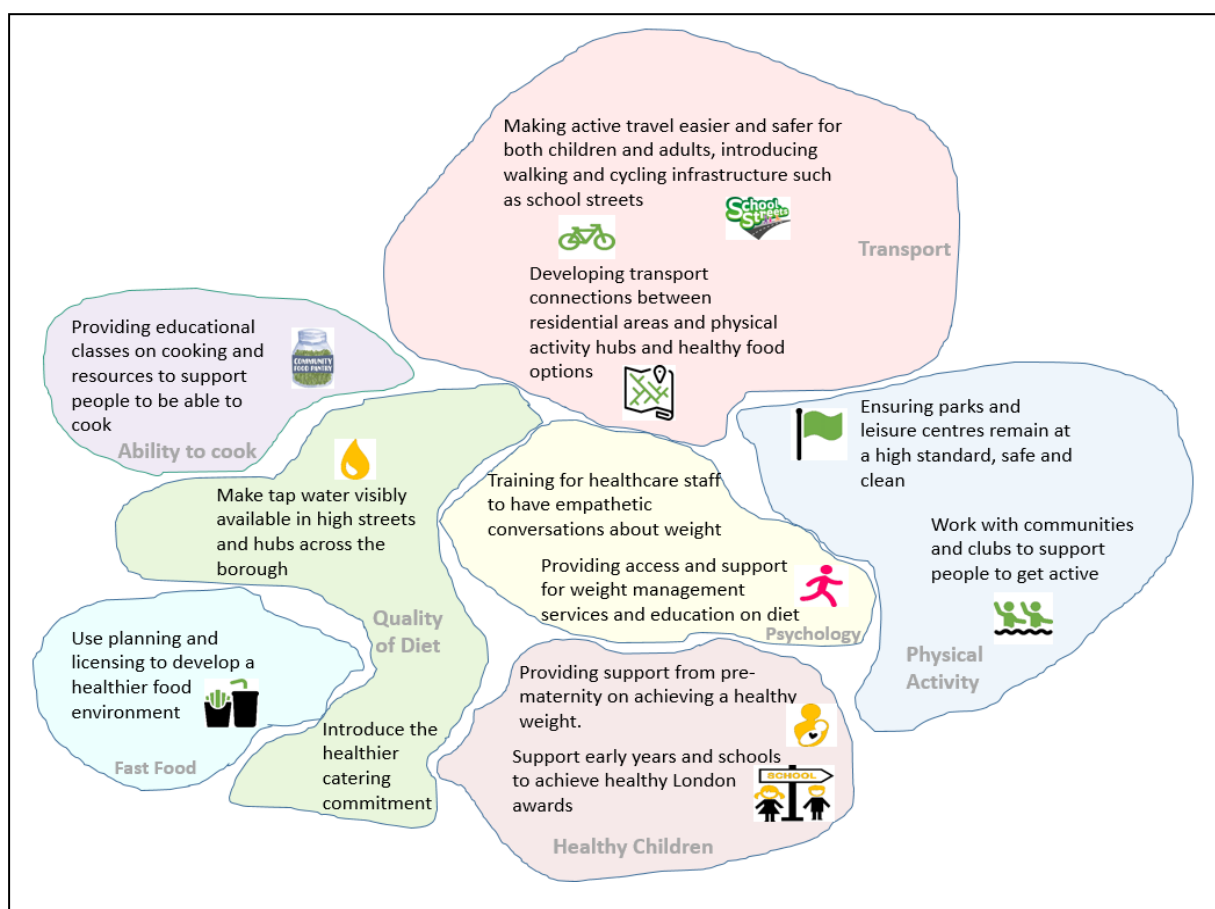 Making active travel easier and safer for
both children and adults, introducing
walking and cycling infrastructure such
as school streets
School
Streets
Transport
Developing transport
connections between
residential areas and physical
activity hubs and healthy food
options
Providing educational
classes on cooking and
resources to support
people to be able to
cook
COMMUNITY
FOOD PANTRY
Ability to cook
Ensuring parks and
leisure centres remain at
a high standard, safe and
clean
Work with communities
and clubs to support
people to get active
Physical
Activity
Make tap water visibly
available in high streets
and hubs across the
borough
Quality
of Diet
Introduce the
healthier
catering
commitment
Training for healthcare staff
to have empathetic
conversations about weight
Providing access and support
for weight management
services and education on diet
Psychology
Use planning and
licensing to develop a
healthier food
environment
Fast Food
Providing support from pre-
maternity on achieving a healthy
weight.
Support early years and schools
to achieve healthy London
awards
SCHOOL
Healthy Children